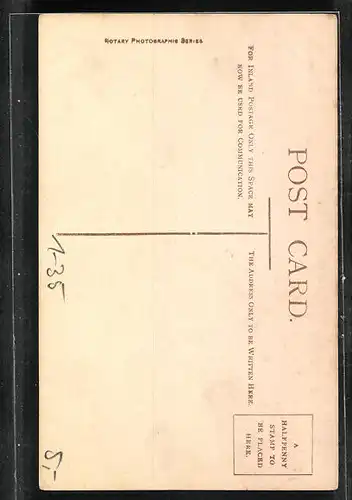 POST CARD.
FOR INLAND POSTAGE ONLY THIS SPACE MAY
NOW BE USED FOR COMMUNICATION.
THE ADDRESS ONLY TO BE WRITTEN HERE.
A
HALFPENNY
STAMP TO
BE PLACED
HERE.
ROTARY PHOTOGRAPHIC SERIES
1-35
5,-